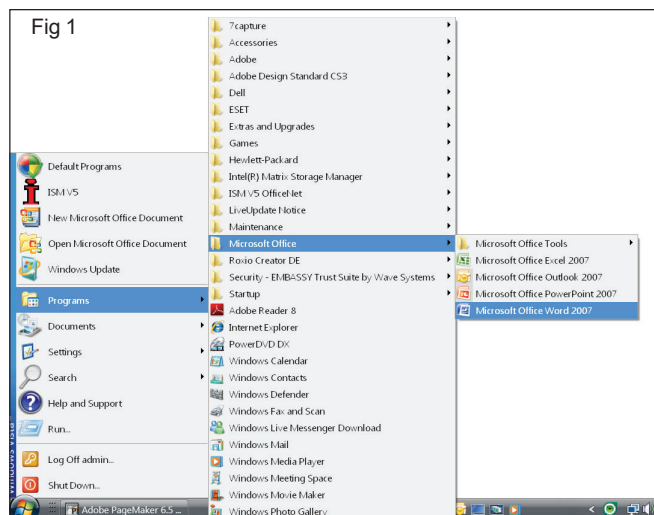 Fig 1
7capture
Accessories
Adobe
Adobe Design Standard CS3
Dell
ESET
Extras and Upgrades
Games
Hewlett-Packard
Intel(R) Matrix Storage Manager
ISM V5 OfficeNet
LiveUpdate Notice
Maintenance
Microsoft Office
Roxio Creator DE
Security - EMBASSY Trust Suite by Wave Systems
Startup
Adobe Reader 8
Internet Explorer
PowerDVD DX
Windows Calendar
Windows Contacts
Windows Defender
Windows Fax and Scan
Windows Live Messenger Download
Windows Mail
Windows Media Player
Windows Meeting Space
Windows Movie Maker
Windows Photo Gallery
Default Programs
ISM V5
New Microsoft Office Document
Open Microsoft Office Document
Windows Update
Programs
Documents
Settings
Search
Help and Support
Run...
Log Off admin...
Shut Down...
Windows Vista
Microsoft Office Tools
Microsoft Office Excel 2007
Microsoft Office Outlook 2007
Microsoft Office PowerPoint 2007
Microsoft Office Word 2007
Adobe PageMaker 6.5 ...